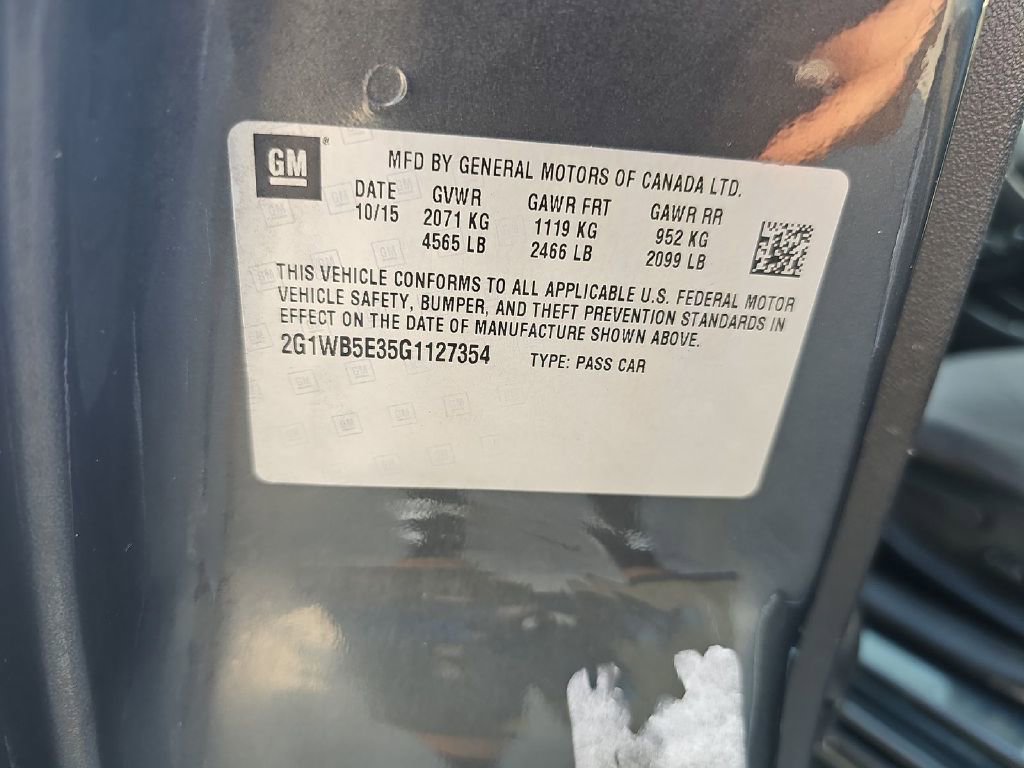 GM® MFD BY GENERAL MOTORS OF CANADA LTD.
DATE GVWR GAWR FRT GAWR RR
10/15 2071 KG 1119 KG 952 KG
4565 LB 2466 LB 2099 LB
THIS VEHICLE CONFORMS TO ALL APPLICABLE U.S. FEDERAL MOTOR
VEHICLE SAFETY, BUMPER, AND THEFT PREVENTION STANDARDS IN
EFFECT ON THE DATE OF MANUFACTURE SHOWN ABOVE.
2G1WB5E35G1127354 TYPE: PASS CAR